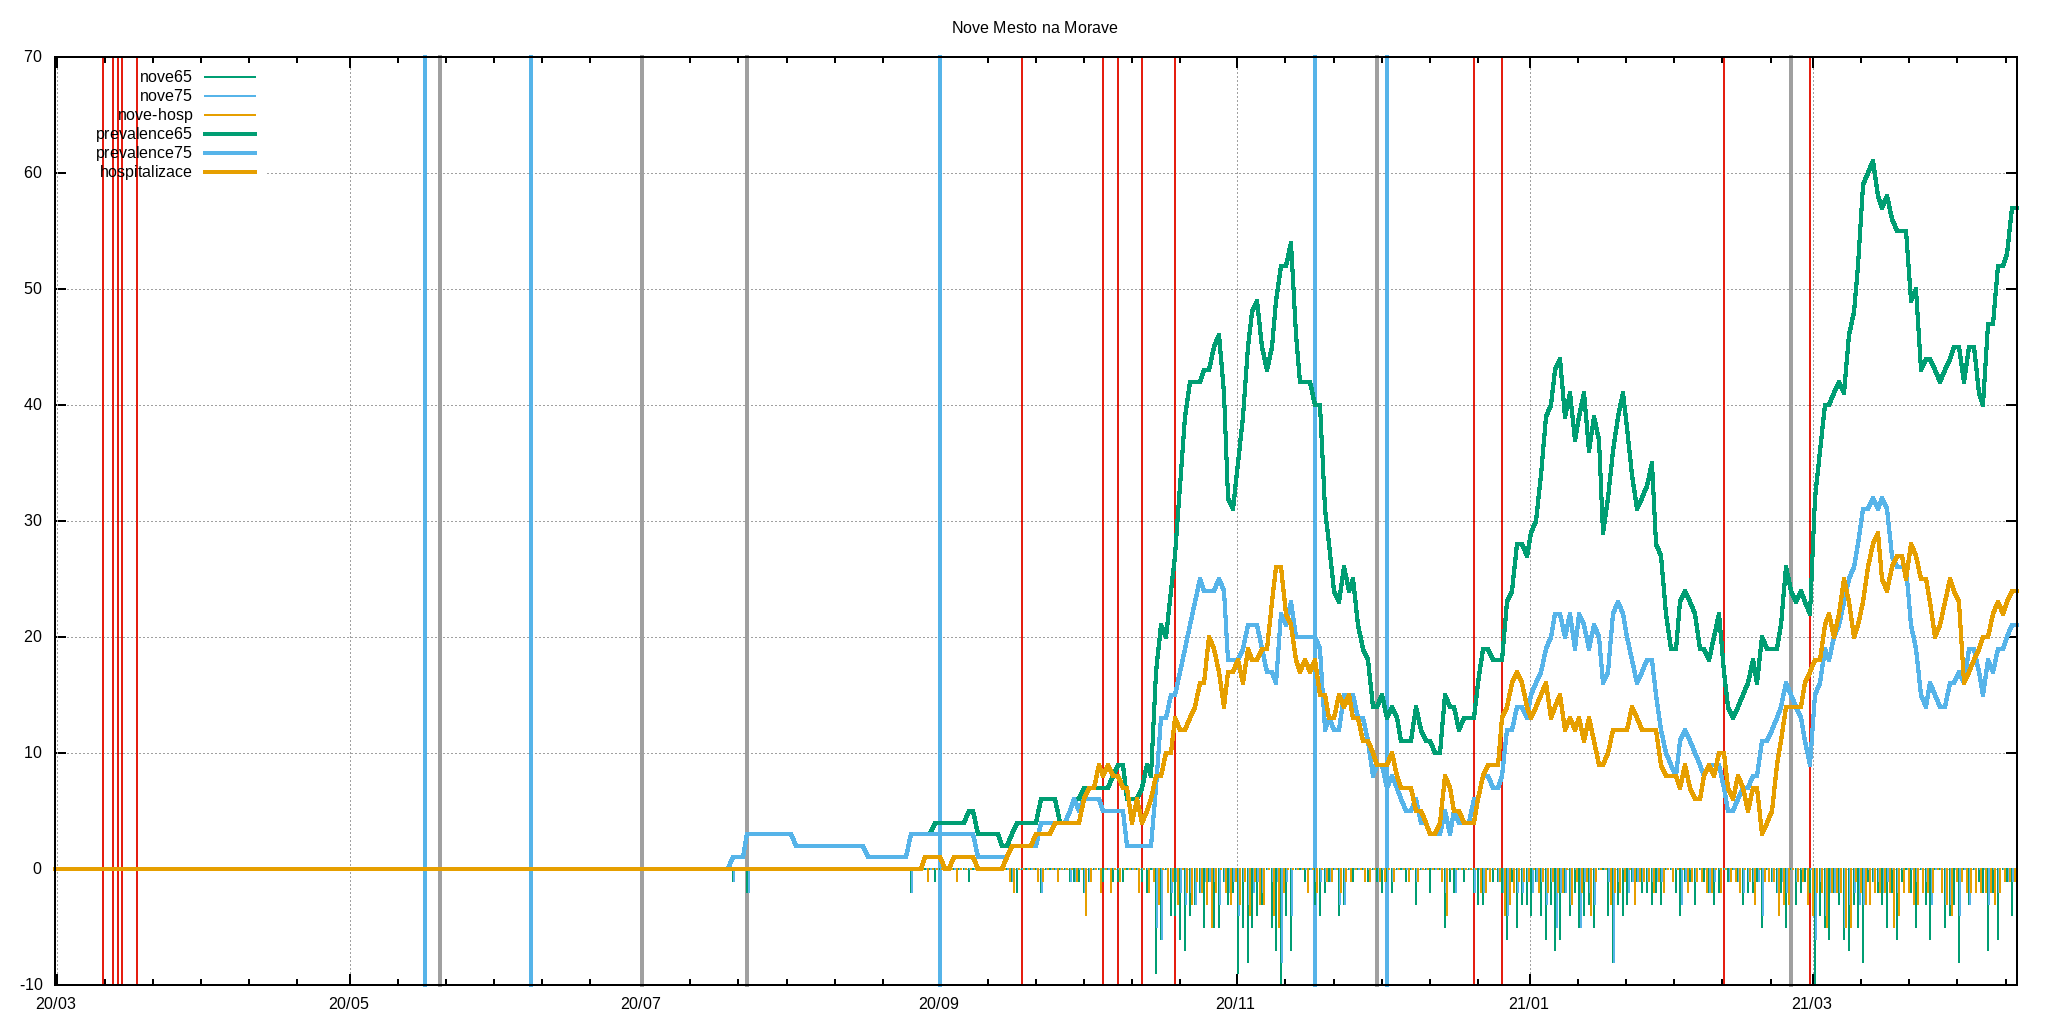 Nove Mesto na Morave
70
60
50
40
30
20
10
0
-10
nove65
nove75
nove-hosp
prevalence65
prevalence75
hospitalizace
20/03 20/05 20/07 20/09 20/11 21/01 21/03